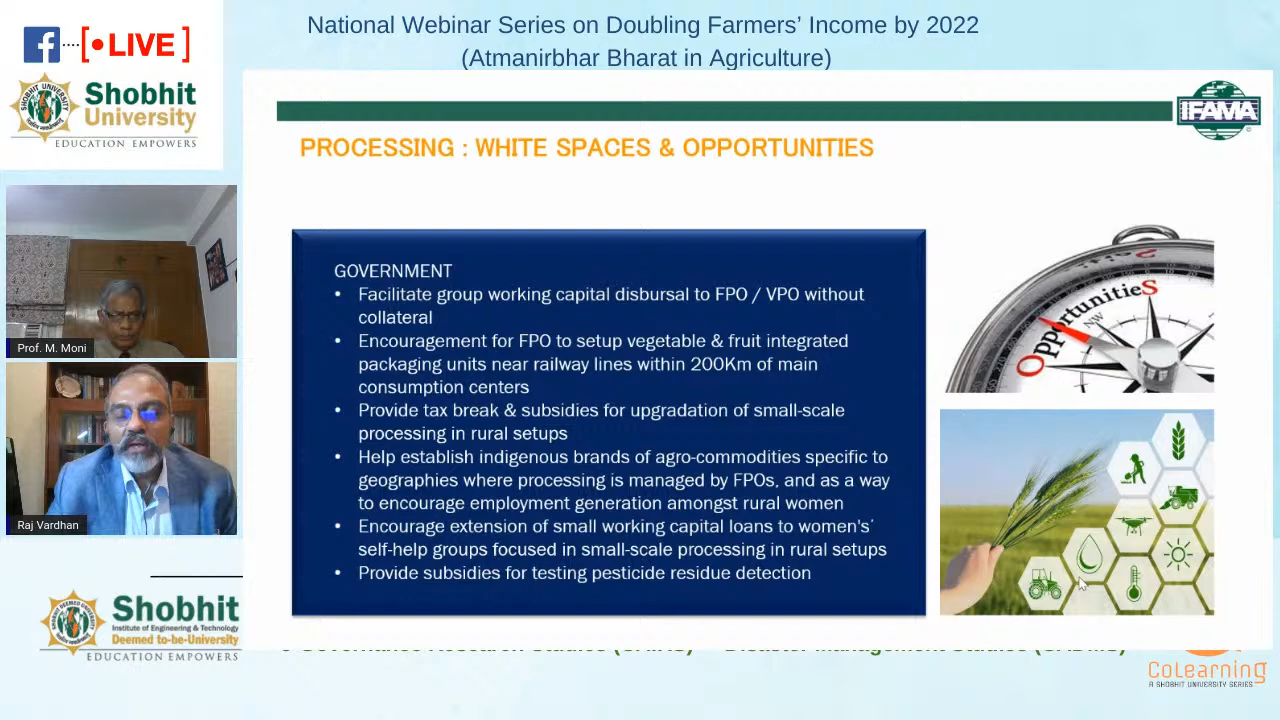 National Webinar Series on Doubling Farmers' Income by 2022
(Atmanirbhar Bharat in Agriculture)
LIVE
SHOBHIT UNIVERSITY
Shobhit
University
EDUCATION EMPOWERS
IFAMA
PROCESSING : WHITE SPACES & OPPORTUNITIES
GOVERNMENT
• Facilitate group working capital disbursal to FPO / VPO without
collateral
• Encouragement for FPO to setup vegetable & fruit integrated
packaging units near railway lines within 200Km of main
consumption centers
• Provide tax break & subsidies for upgradation of small-scale
processing in rural setups
• Help establish indigenous brands of agro-commodities specific to
geographies where processing is managed by FPOs, and as a way
to encourage employment generation amongst rural women
• Encourage extension of small working capital loans to women's'
self-help groups focused in small-scale processing in rural setups
• Provide subsidies for testing pesticide residue detection
OpportunitieS
NW
Prof. M. Moni
Raj Vardhan
Shobhit
Institute of Engineering & Technology
Deemed to-be-University
EDUCATION EMPOWERS
CoLearning
A SHOBHIT UNIVERSITY SERIES